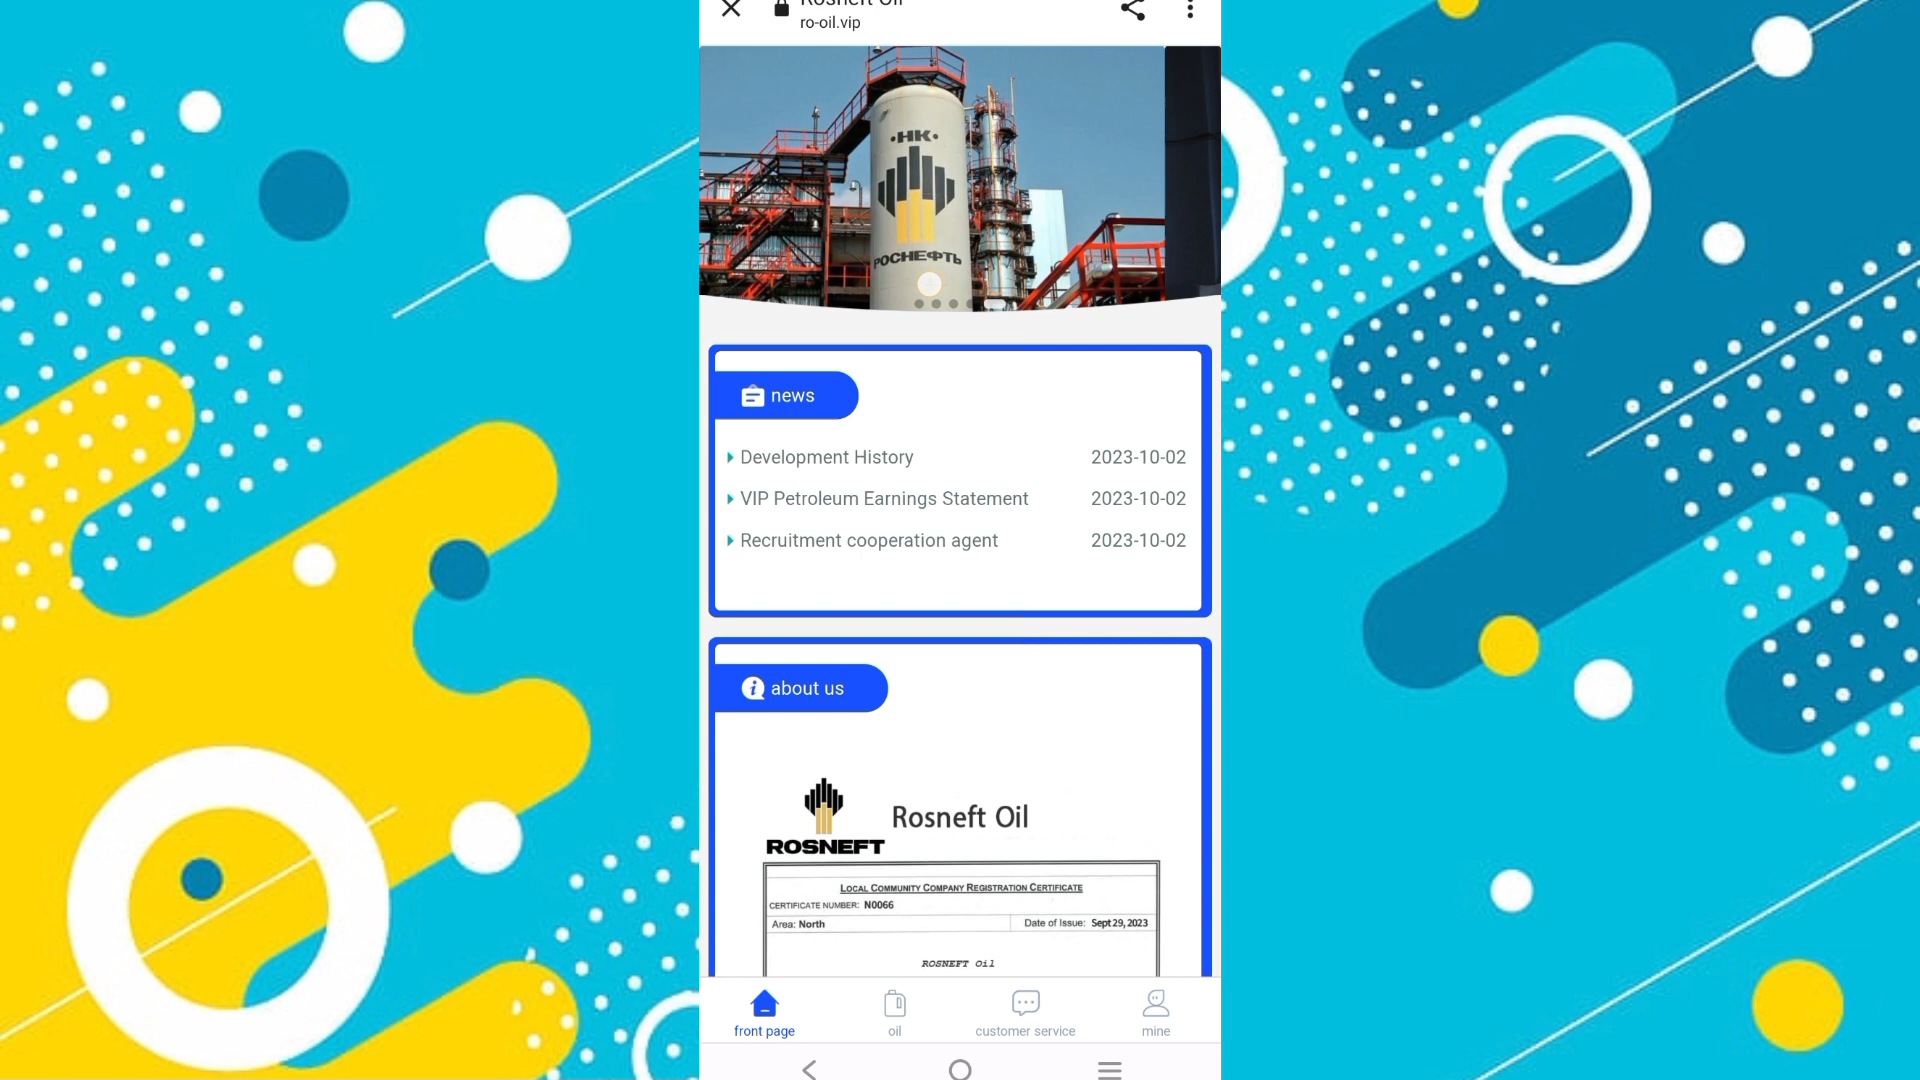 Rosneft Oil
ro-oil.vip
·НК·
РОСНЕФТЬ
news
Development History 2023-10-02
VIP Petroleum Earnings Statement 2023-10-02
Recruitment cooperation agent 2023-10-02
about us
ROSNEFT
Rosneft Oil
LOCAL COMMUNITY COMPANY REGISTRATION CERTIFICATE
CERTIFICATE NUMBER: N0066
Area: North Date of Issue: Sept 29, 2023
ROSNEFT Oil
front page
oil
customer service
mine